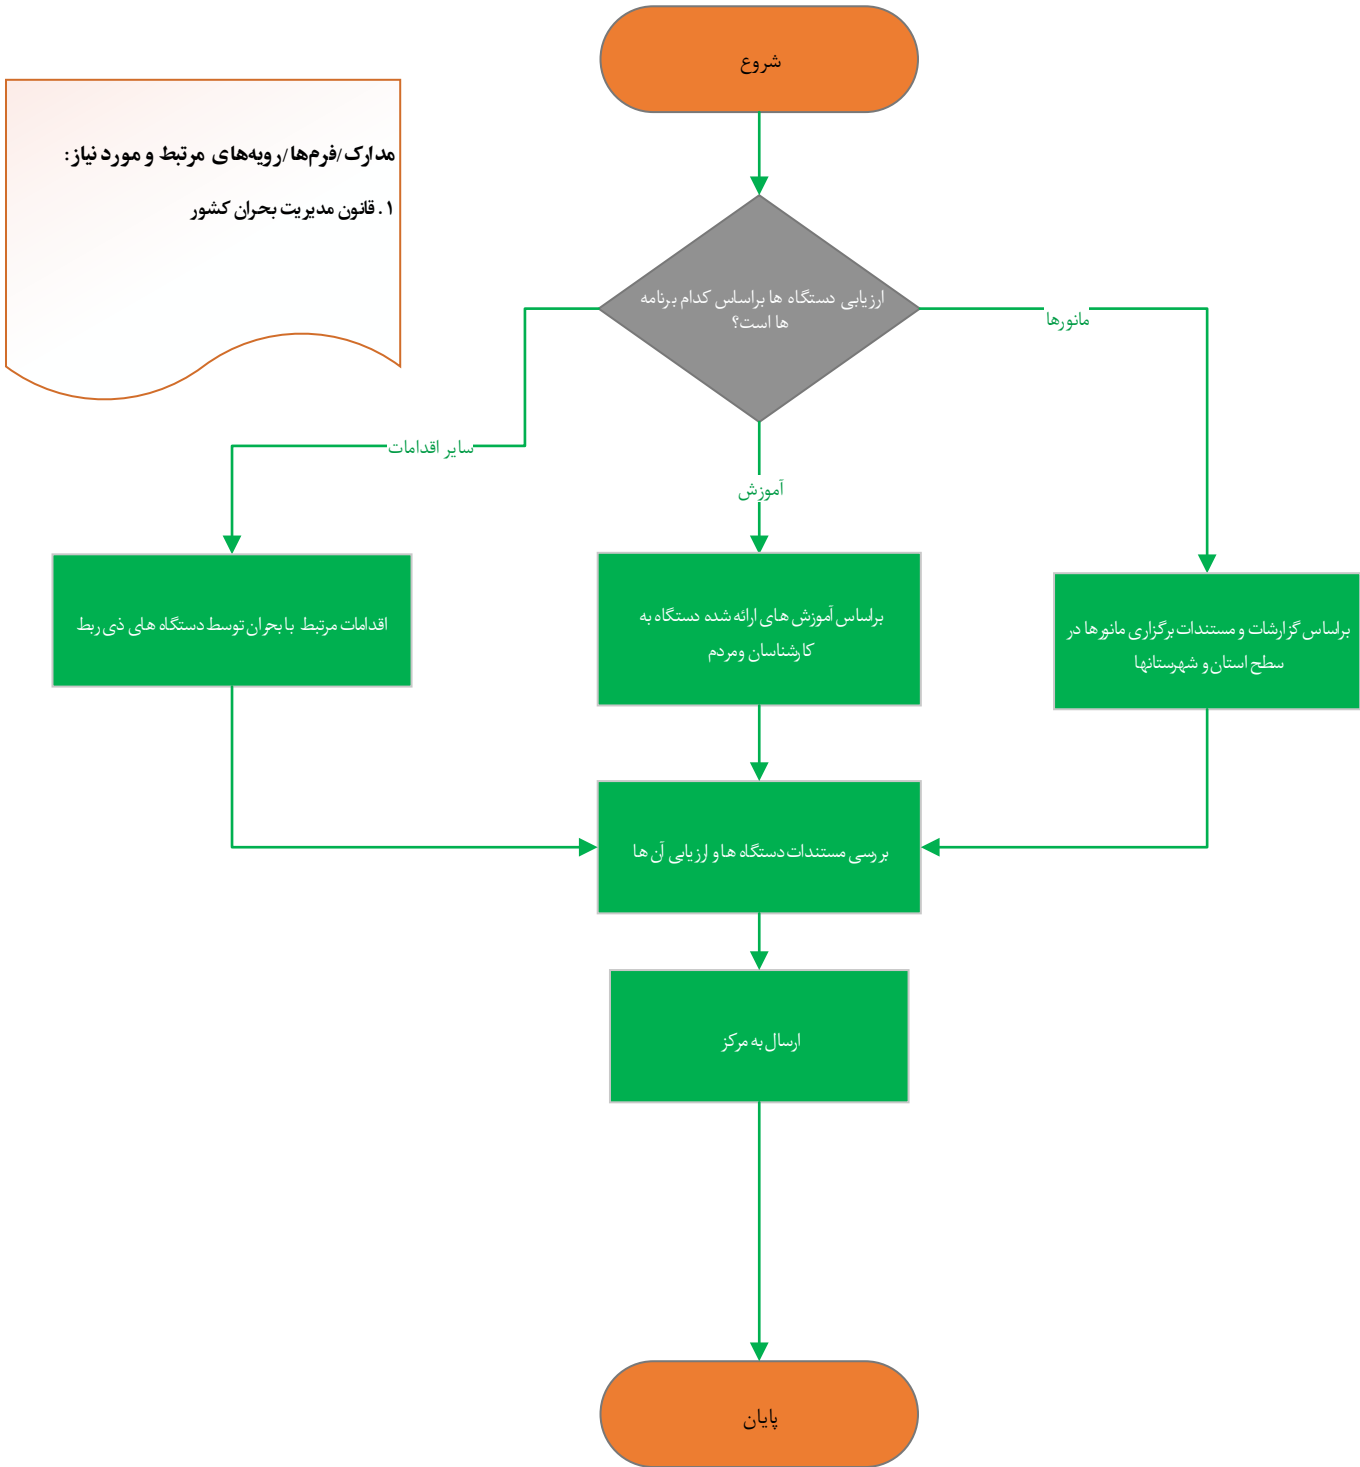 شروع
مدارک/فرم‌ها/رویه‌های مرتبط و مورد نیاز:
۱. قانون مدیریت بحران کشور
ارزیابی دستگاه ها براساس کدام برنامه
ها است؟
مانورها
سایر اقدامات
آموزش
براساس گزارشات و مستندات برگزاری مانورها در
سطح استان و شهرستانها
براساس آموزش های ارائه شده دستگاه به
کارشناسان ومردم
اقدامات مرتبط با بحران توسط دستگاه های ذی ربط
بررسی مستندات دستگاه ها و ارزیابی آن ها
ارسال به مرکز
پایان